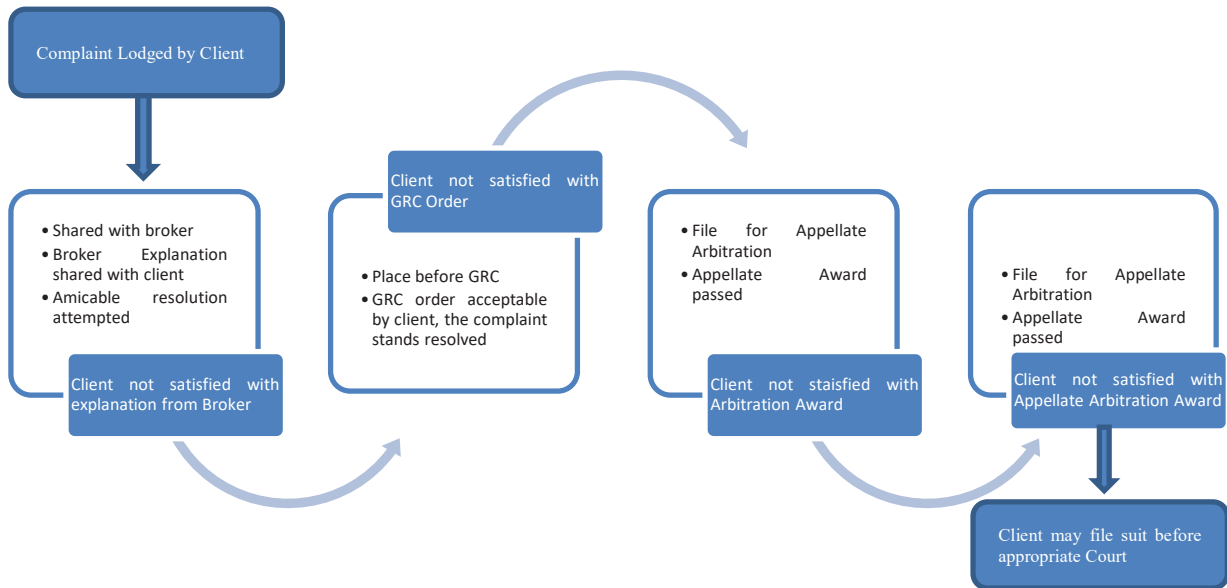 Complaint Lodged by Client
• Shared with broker
• Broker Explanation
shared with client
• Amicable resolution
attempted
Client not satisfied with
explanation from Broker
Client not satisfied with
GRC Order
• Place before GRC
• GRC order acceptable
by client, the complaint
stands resolved
• File for Appellate
Arbitration
• Appellate Award
passed
Client not staisfied with
Arbitration Award
• File for Appellate
Arbitration
• Appellate Award
passed
Client not satisfied with
Appellate Arbitration Award
Client may file suit before
appropriate Court